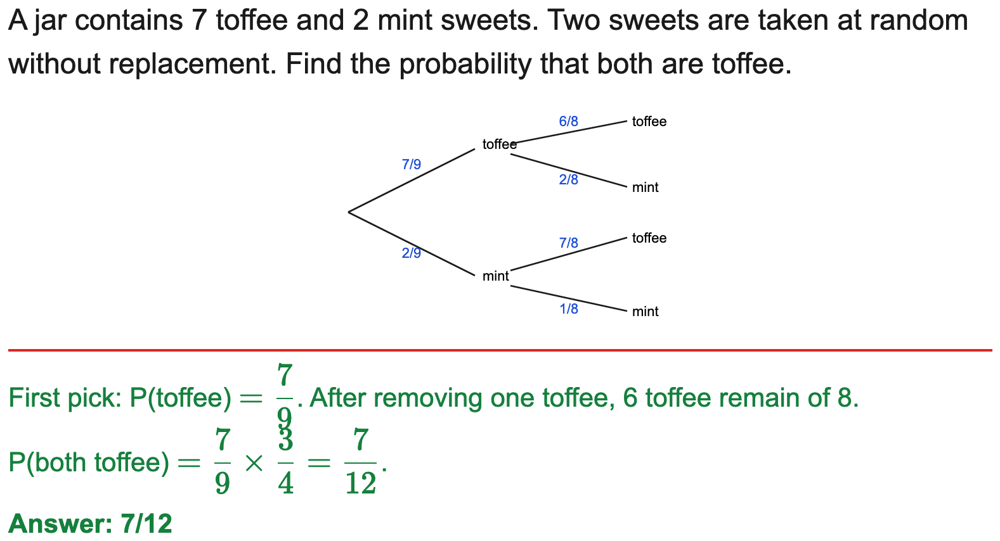 A jar contains 7 toffee and 2 mint sweets. Two sweets are taken at random
without replacement. Find the probability that both are toffee.
6/8 toffee
toffee
7/9
2/8 mint
7/8 toffee
2/9
mint
1/8 mint
First pick: P(toffee) = 7/9. After removing one toffee, 6 toffee remain of 8.
P(both toffee) = 7/9 × 3/4 = 7/12.
Answer: 7/12